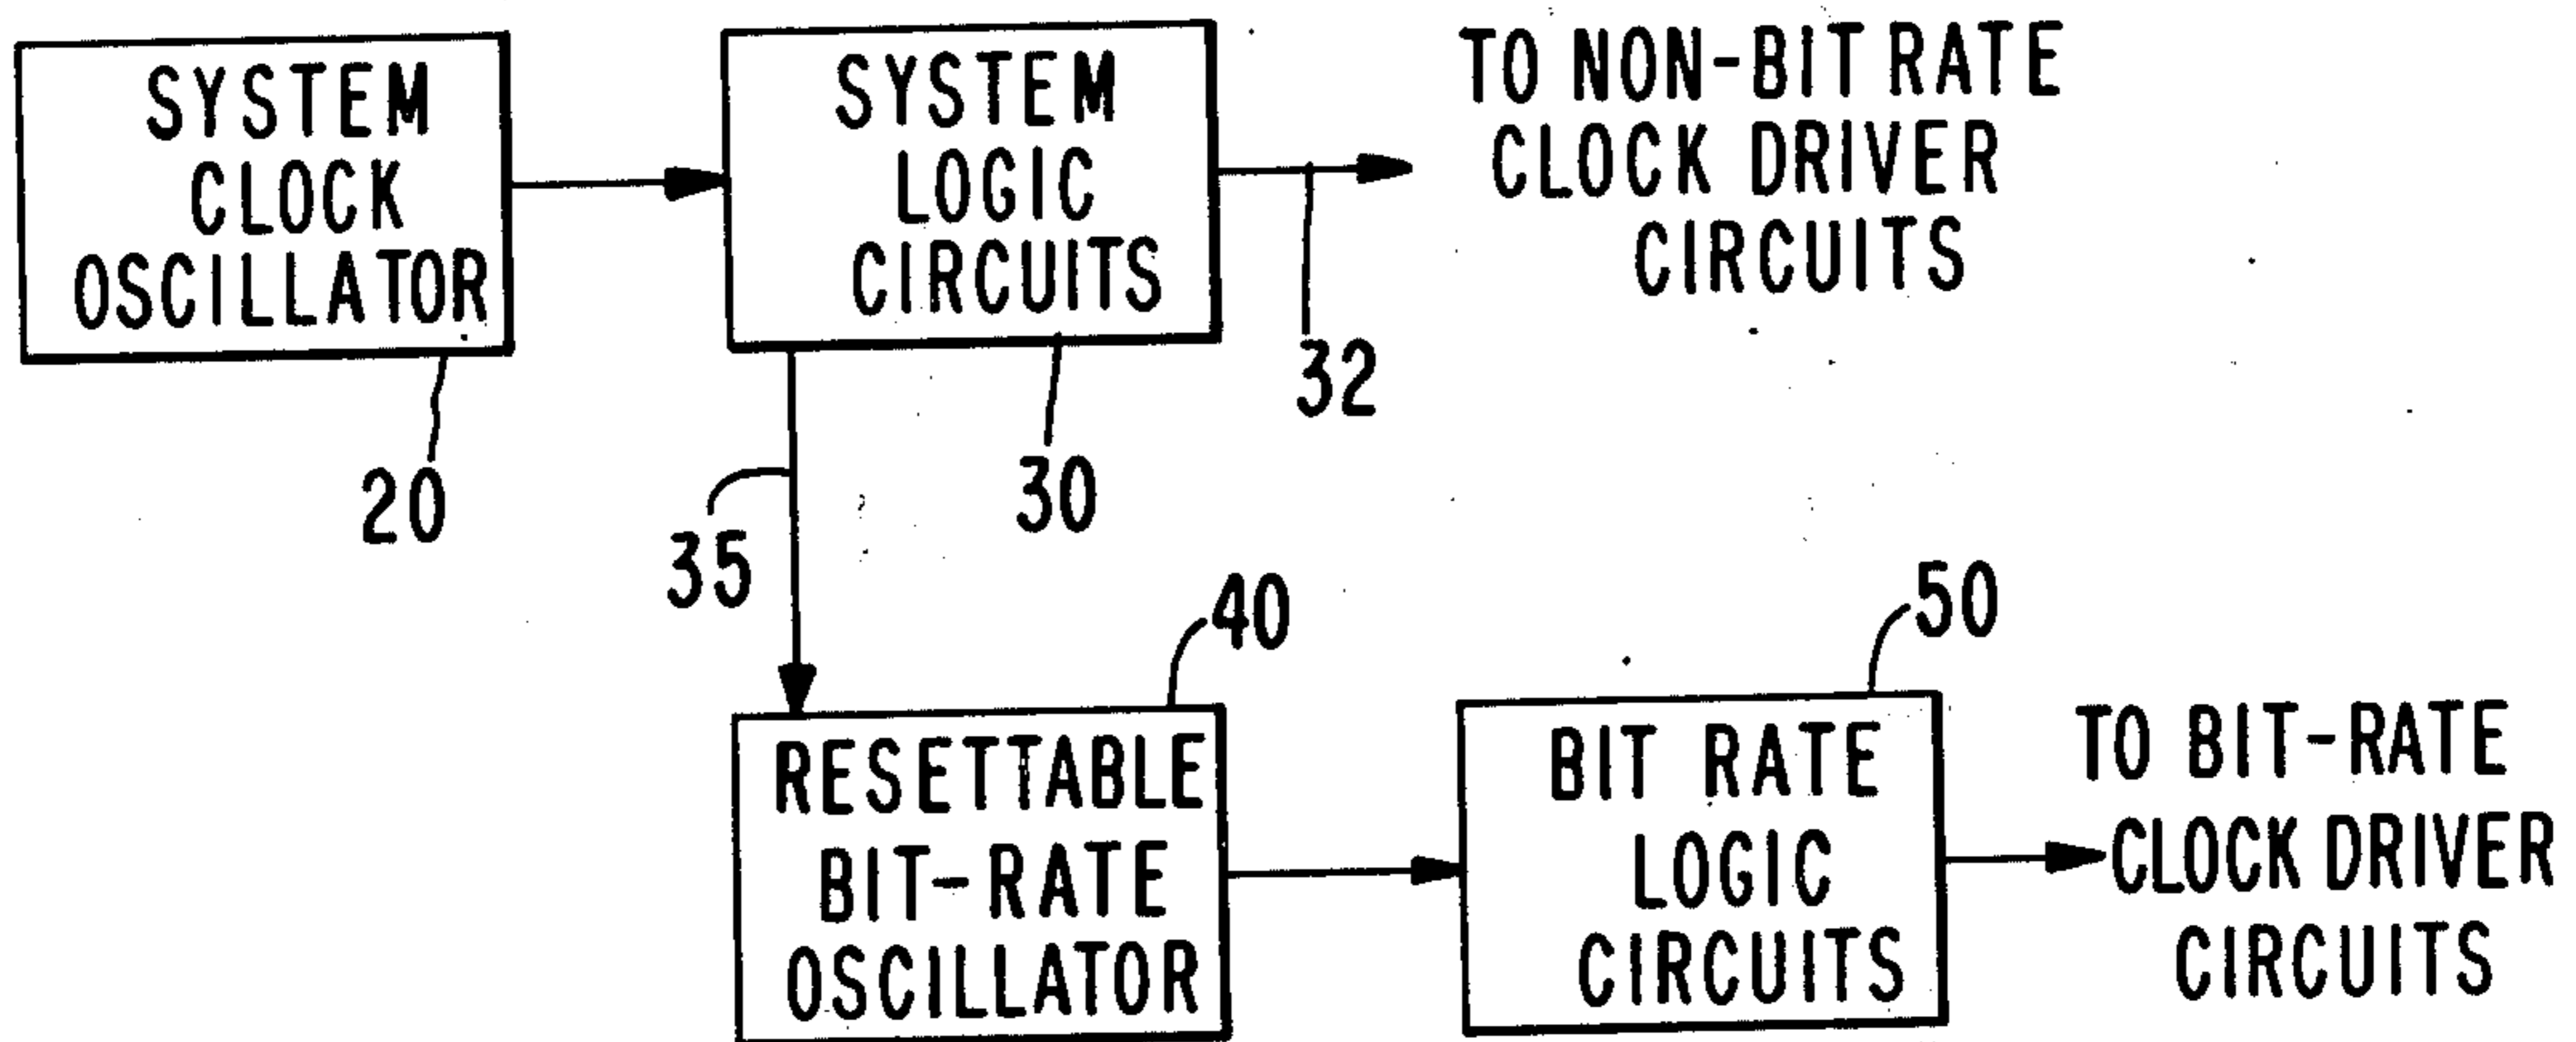 SYSTEM
CLOCK
OSCILLATOR
20
SYSTEM
LOGIC
CIRCUITS
30
32
TO NON-BIT RATE
CLOCK DRIVER
CIRCUITS
35
40
RESETTABLE
BIT-RATE
OSCILLATOR
50
BIT RATE
LOGIC
CIRCUITS
TO BIT-RATE
CLOCK DRIVER
CIRCUITS